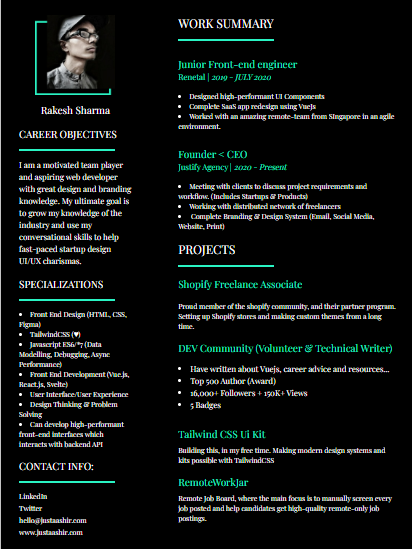 Rakesh Sharma
CAREER OBJECTIVES
I am a motivated team player
and aspiring web developer
with great design and branding
knowledge. My ultimate goal is
to grow my knowledge of the
industry and use my
conversational skills to help
fast-paced startup design
UI/UX charismas.
SPECIALIZATIONS
• Front End Design (HTML, CSS,
Figma)
• TailwindCSS (♥)
• Javascript ES6/*7 (Data
Modelling, Debugging, Async
Performance)
• Front End Development (Vue.js,
React.js, Svelte)
• User Interface/User Experience
• Design Thinking & Problem
Solving
• Can develop high-performant
front-end interfaces which
interacts with backend API
CONTACT INFO:
LinkedIn
Twitter
hello@justaashir.com
www.justaashir.com
WORK SUMMARY
Junior Front-end engineer
Renetal | 2019 - JULY 2020
• Designed high-performant UI Components
• Complete SaaS app redesign using Vuejs
• Worked with an amazing remote-team from SIngapore in an agile
environment.
Founder < CEO
Justify Agency | 2020 - Present
• Meeting with clients to discuss project requirements and
workflow. (Includes Startups & Products)
• Working with distributed network of freelancers
• Complete Branding & Design System (Email, Social Media,
Website, Print)
PROJECTS
Shopify Freelance Associate
Proud member of the shopify community, and their partner program.
Setting up Shopify stores and making custom themes from a long
time.
DEV Community (Volunteer & Technical Writer)
• Have written about Vuejs, career advice and resources...
• Top 500 Author (Award)
• 16,000+ Followers + 150K+ Views
• 5 Badges
Tailwind CSS Ui Kit
Building this, in my free time. Making modern design systems and
kits possible with TailwindCSS
RemoteWorkJar
Remote Job Board, where the main focus is to manually screen every
job posted and help candidates get high-quality remote-only job
postings.